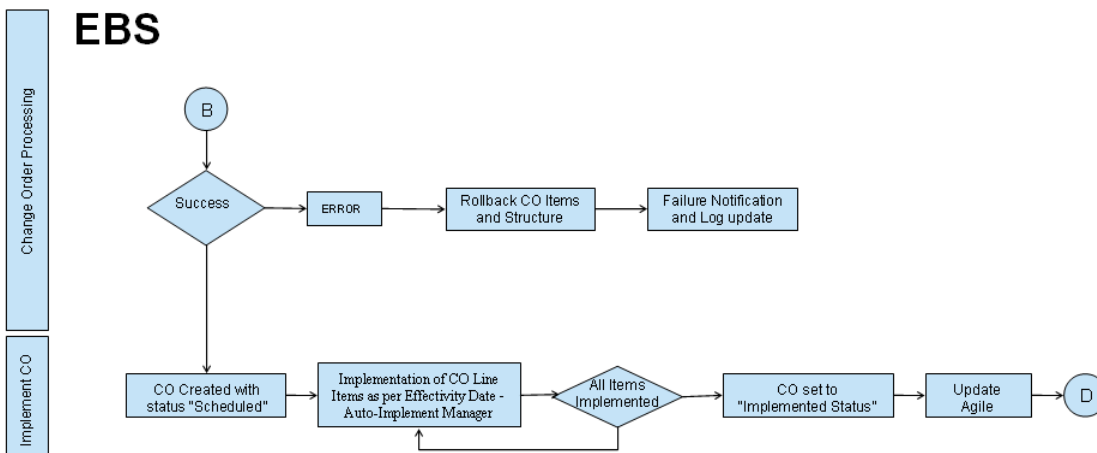 EBS
Change Order Processing
B
Success
ERROR
Rollback CO Items
and Structure
Failure Notification
and Log update
Implement CO
CO Created with
status "Scheduled"
Implementation of CO Line
Items as per Effectivity Date -
Auto-Implement Manager
All Items
Implemented
CO set to
"Implemented Status"
Update
Agile
D